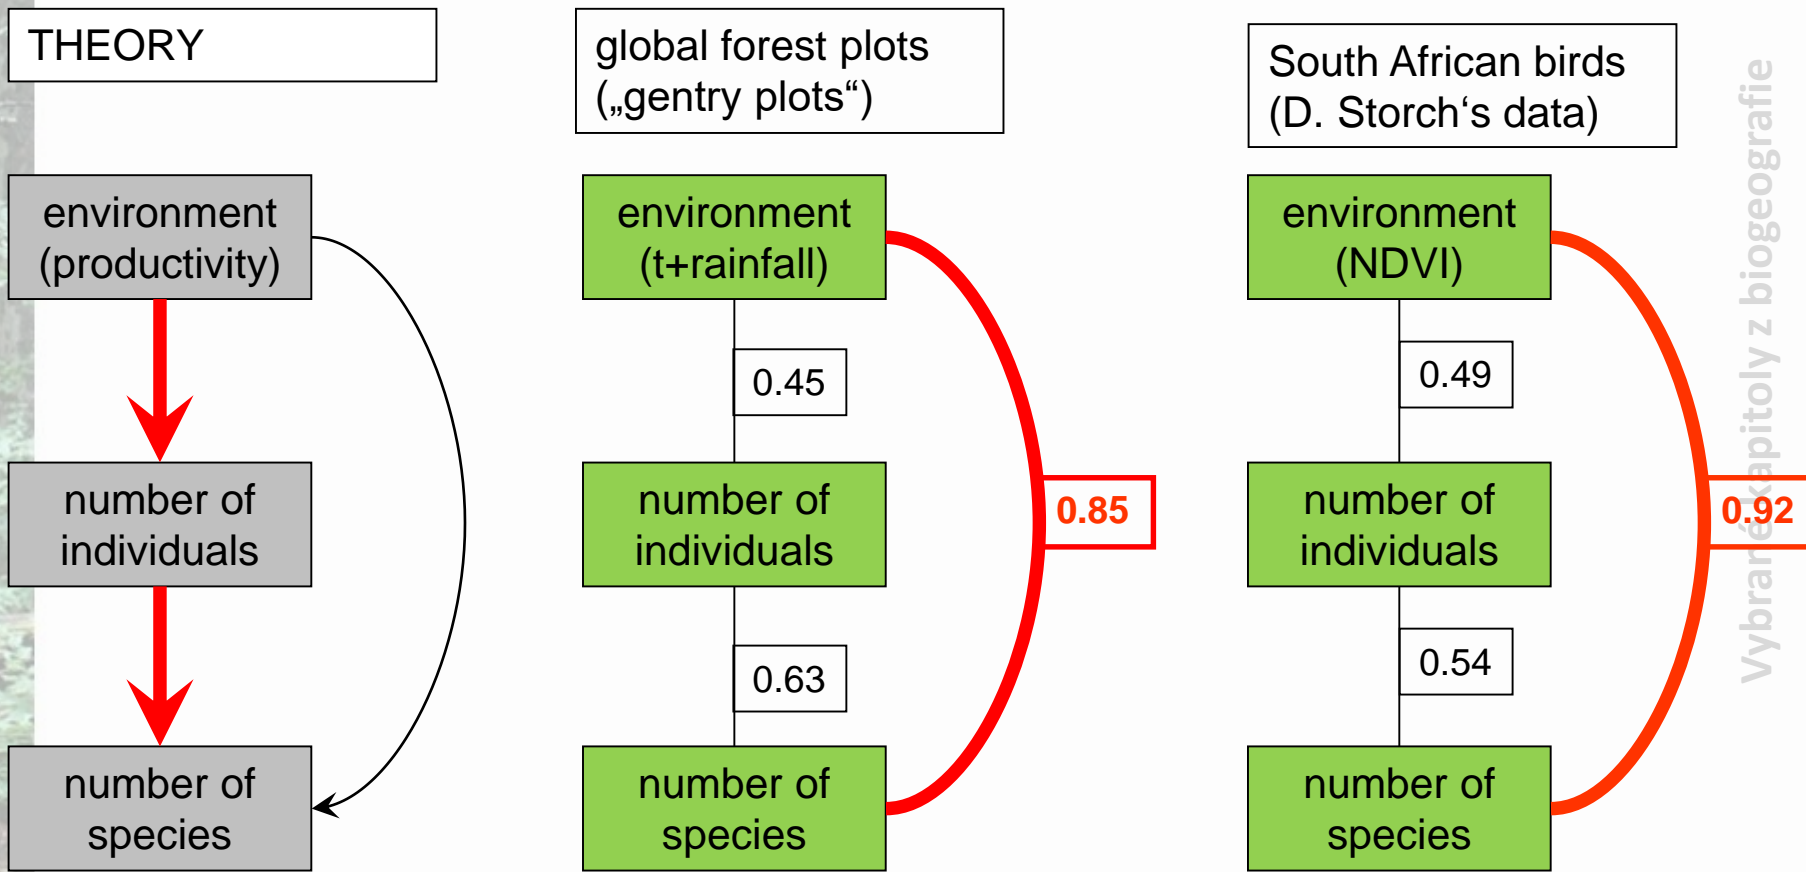 THEORY
environment
(productivity)
number of
individuals
number of
species
global forest plots
(„gentry plots“)
environment
(t+rainfall)
0.45
number of
individuals
0.85
0.63
number of
species
South African birds
(D. Storch‘s data)
environment
(NDVI)
0.49
number of
individuals
0.92
0.54
number of
species
Vybrané kapitoly z biogeografie